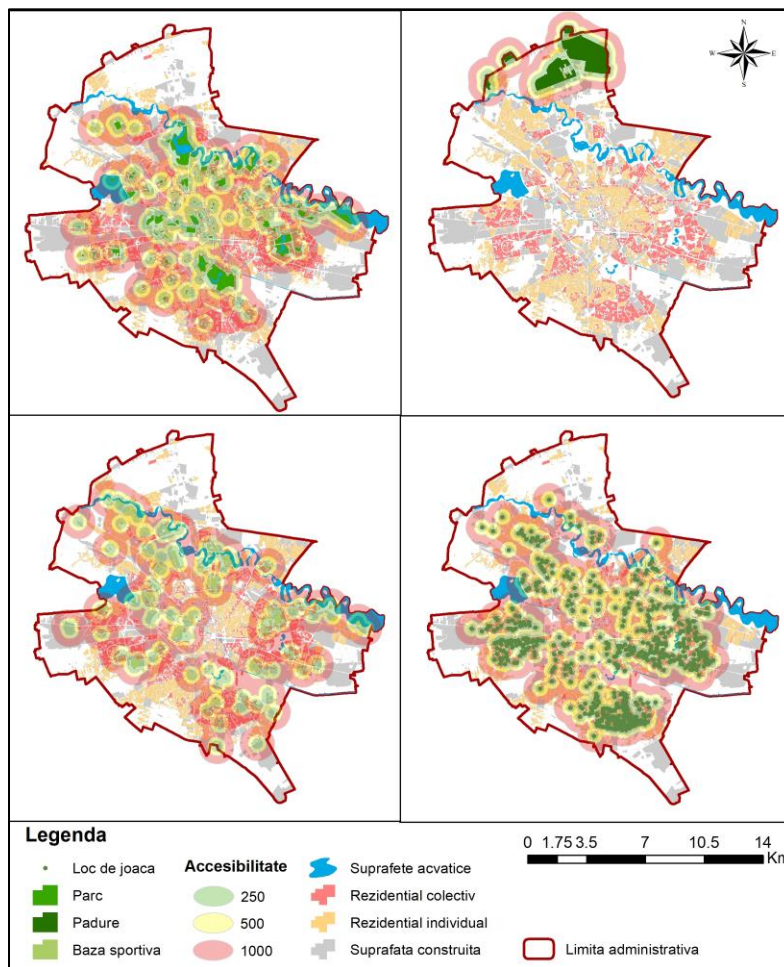 N
W E
S
Legenda
0 1.75 3.5 7 10.5 14
Km
Loc de joaca
Parc
Padure
Baza sportiva
Accesibilitate
250
500
1000
Suprafete acvatice
Rezidential colectiv
Rezidential individual
Suprafata construita
Limita administrativa